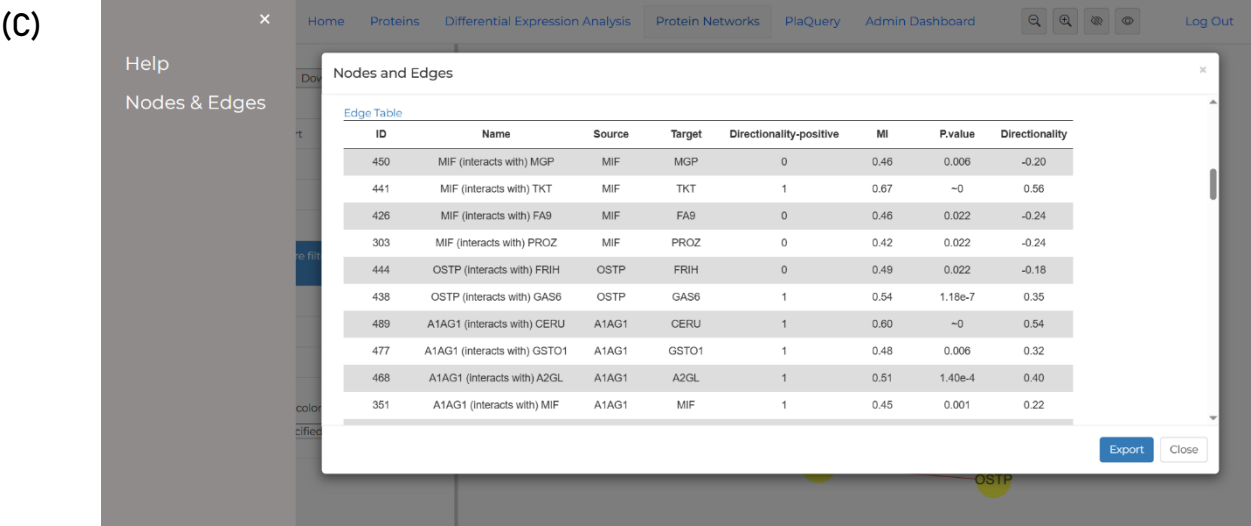 (C)
×
Home Proteins Differential Expression Analysis Protein Networks PlaQuery Admin Dashboard Log Out
Help
Nodes & Edges
Nodes and Edges ×
Edge Table
ID Name Source Target Directionality-positive MI P.value Directionality
450 MIF (interacts with) MGP MIF MGP 0 0.46 0.006 -0.20
441 MIF (interacts with) TKT MIF TKT 1 0.67 ~0 0.56
426 MIF (interacts with) FA9 MIF FA9 0 0.46 0.022 -0.24
303 MIF (interacts with) PROZ MIF PROZ 0 0.42 0.022 -0.24
444 OSTP (interacts with) FRIH OSTP FRIH 0 0.49 0.022 -0.18
438 OSTP (interacts with) GAS6 OSTP GAS6 1 0.54 1.18e-7 0.35
489 A1AG1 (interacts with) CERU A1AG1 CERU 1 0.60 ~0 0.54
477 A1AG1 (interacts with) GSTO1 A1AG1 GSTO1 1 0.48 0.006 0.32
468 A1AG1 (interacts with) A2GL A1AG1 A2GL 1 0.51 1.40e-4 0.40
351 A1AG1 (interacts with) MIF A1AG1 MIF 1 0.45 0.001 0.22
Export Close
OSTP